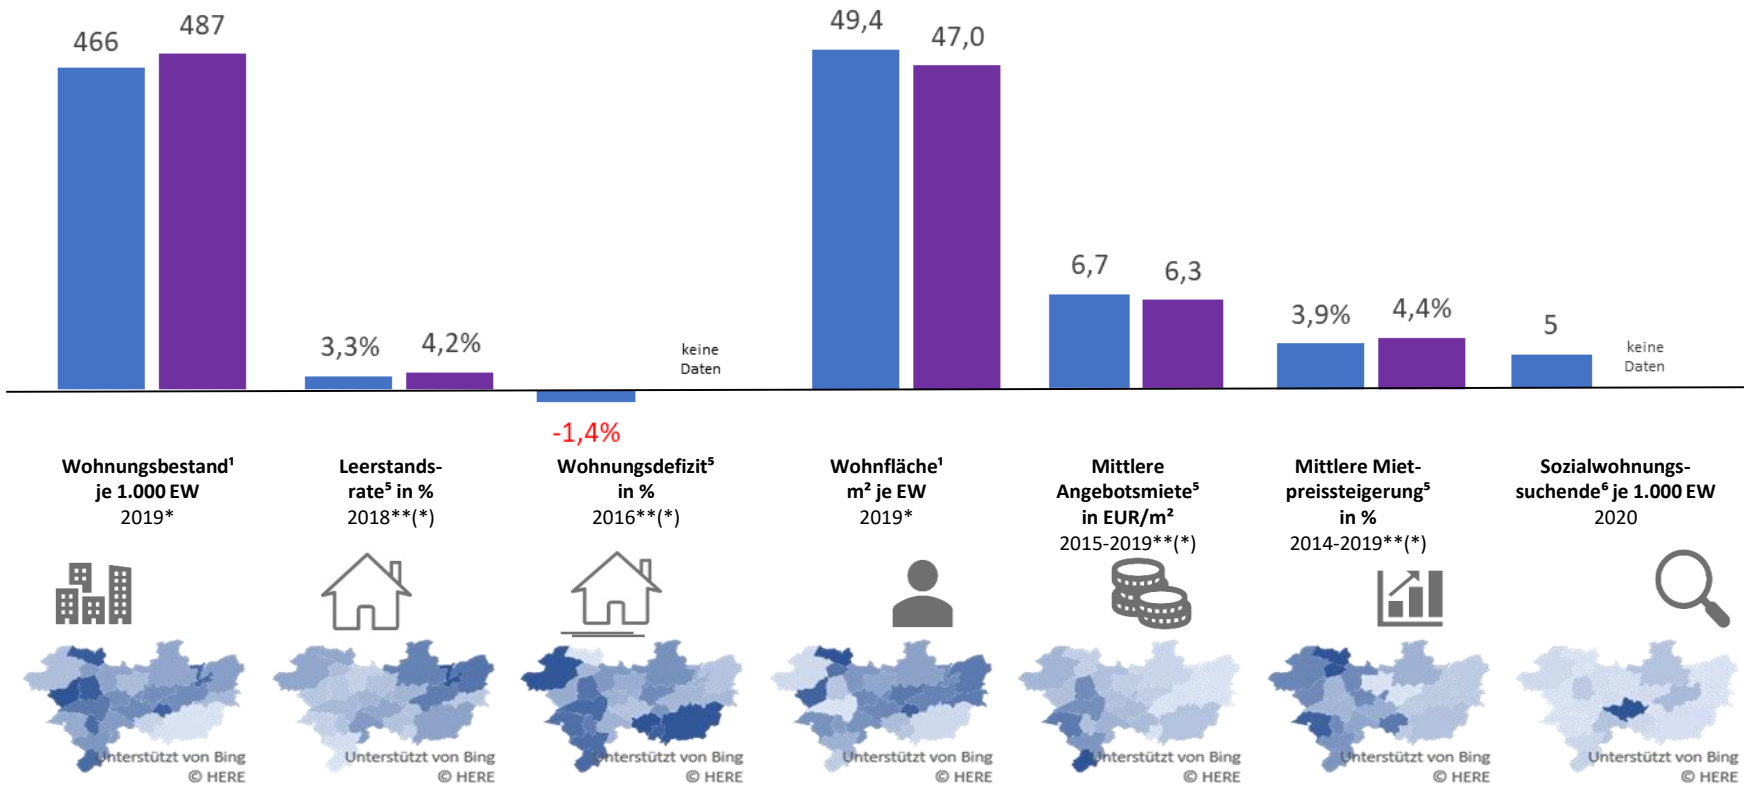 466
487
3,3%
4,2%
-1,4%
keine
Daten
49,4
47,0
6,7
6,3
3,9%
4,4%
5
keine
Daten
Wohnungsbestand¹
je 1.000 EW
2019*
Leerstands-
rate⁵ in %
2018**(*)
Wohnungsdefizit⁵
in %
2016**(*)
Wohnfläche¹
m² je EW
2019*
Mittlere
Angebotsmiete⁵
in EUR/m²
2015-2019**(*)
Mittlere Miet-
preissteigerung⁵
in %
2014-2019**(*)
Sozialwohnungs-
suchende⁶ je 1.000 EW
2020
Unterstützt von Bing
© HERE
Unterstützt von Bing
© HERE
Unterstützt von Bing
© HERE
Unterstützt von Bing
© HERE
Unterstützt von Bing
© HERE
Unterstützt von Bing
© HERE
Unterstützt von Bing
© HERE